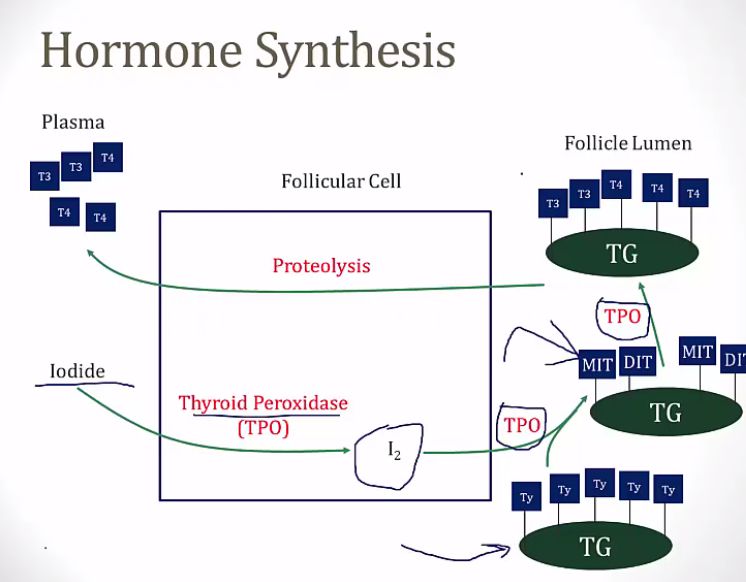 Hormone Synthesis
Plasma
T3 T3 T4
T4 T4
Follicular Cell
Follicle Lumen
T3 T3 T4 T4 T4
TG
Proteolysis
TPO
Iodide
MIT DIT MIT DIT
TG
Thyroid Peroxidase
(TPO)
I₂
TPO
Ty Ty Ty Ty Ty
TG